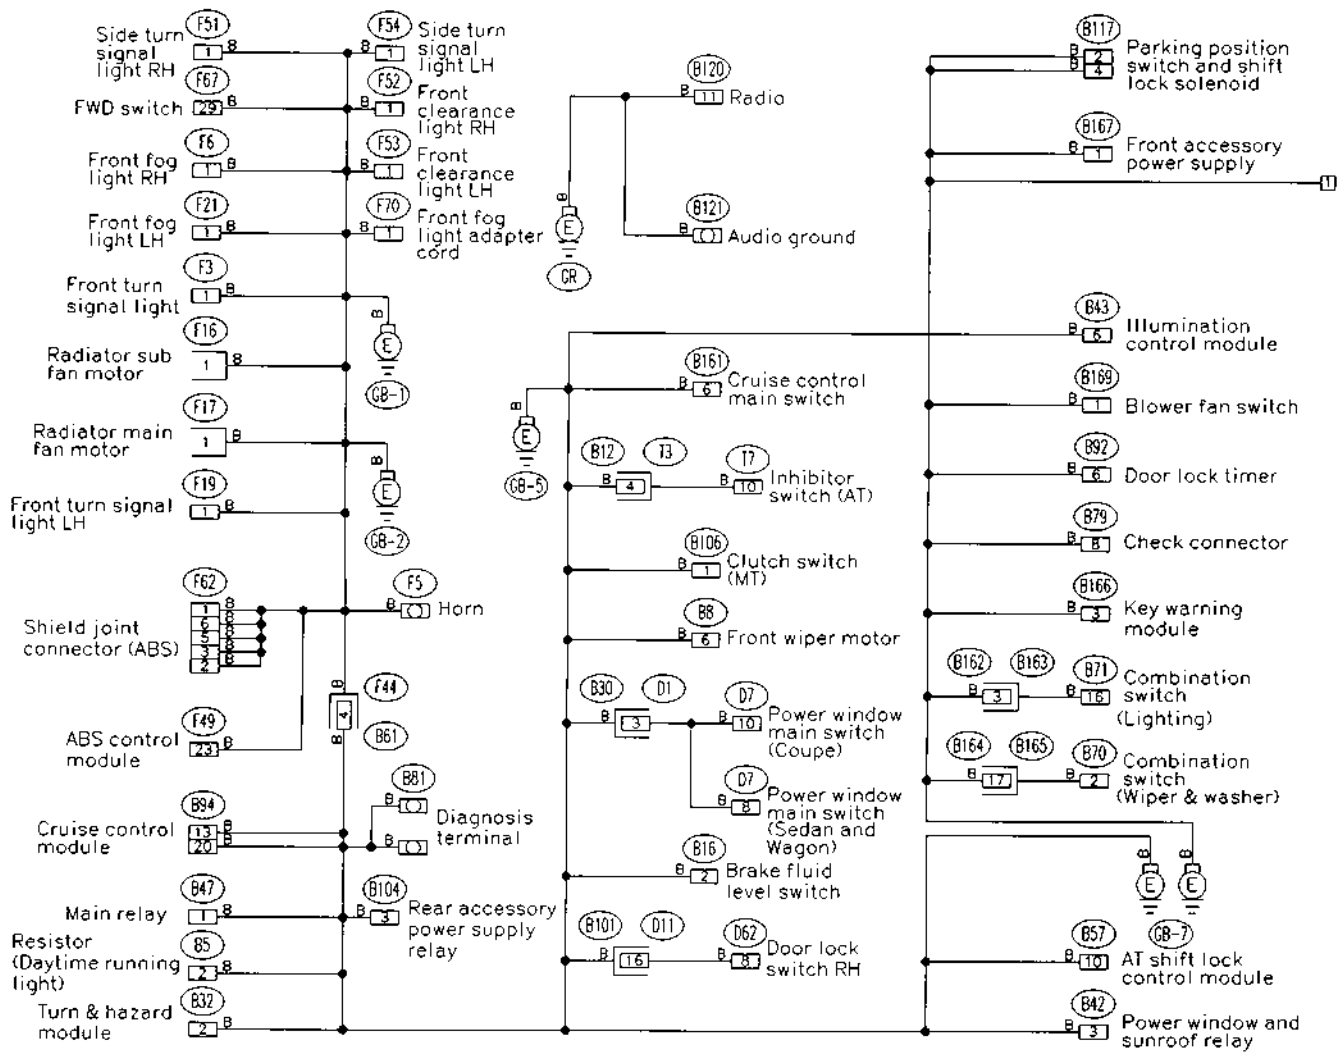 F51
Side turn
signal
light RH
1
B
F54
Side turn
signal
light LH
B
1
F67
FWD switch
29
B
F52
Front
clearance
light RH
B
1
F6
Front fog
light RH
1
B
F53
Front
clearance
light LH
B
1
F21
Front fog
light LH
1
B
F70
Front fog
light adapter
cord
B
1
F3
Front turn
signal light
1
B
B
E
GB-1
F16
Radiator sub
fan motor
1
B
F17
Radiator main
fan motor
1
B
B
E
GB-2
F19
Front turn signal
light LH
1
B
F62
Shield joint
connector (ABS)
1
B
6
B
5
B
3
B
2
B
F5
B
Horn
B
4
F44
B61
B
F49
ABS control
module
23
B
B81
B
B
Diagnosis
terminal
B94
Cruise control
module
13
B
20
B
B47
Main relay
1
B
B104
B
3
Rear accessory
power supply
relay
B5
Resistor
(Daytime running
light)
2
B
B32
Turn & hazard
module
2
B
B120
B
11
Radio
B121
B
Audio ground
B
E
GR
B
E
GB-5
B161
B
6
Cruise control
main switch
B12
T3
B
4
T7
B
10
Inhibitor
switch (AT)
B106
B
1
Clutch switch
(MT)
B8
B
6
Front wiper motor
B30
D1
B
3
D7
B
10
Power window
main switch
(Coupe)
D7
B
8
Power window
main switch
(Sedan and
Wagon)
B16
B
2
Brake fluid
level switch
B101
D11
B
16
D62
B
8
Door lock
switch RH
B117
B
2
B
4
Parking position
switch and shift
lock solenoid
B167
B
1
Front accessory
power supply
1
B43
B
6
Illumination
control module
B169
B
1
Blower fan switch
B92
B
6
Door lock timer
B79
B
8
Check connector
B166
B
3
Key warning
module
B162
B163
B
3
B71
B
16
Combination
switch
(Lighting)
B164
B165
B
17
B70
B
2
Combination
switch
(Wiper & washer)
B
B
E
E
GB-7
B57
B
10
AT shift lock
control module
B42
B
3
Power window and
sunroof relay